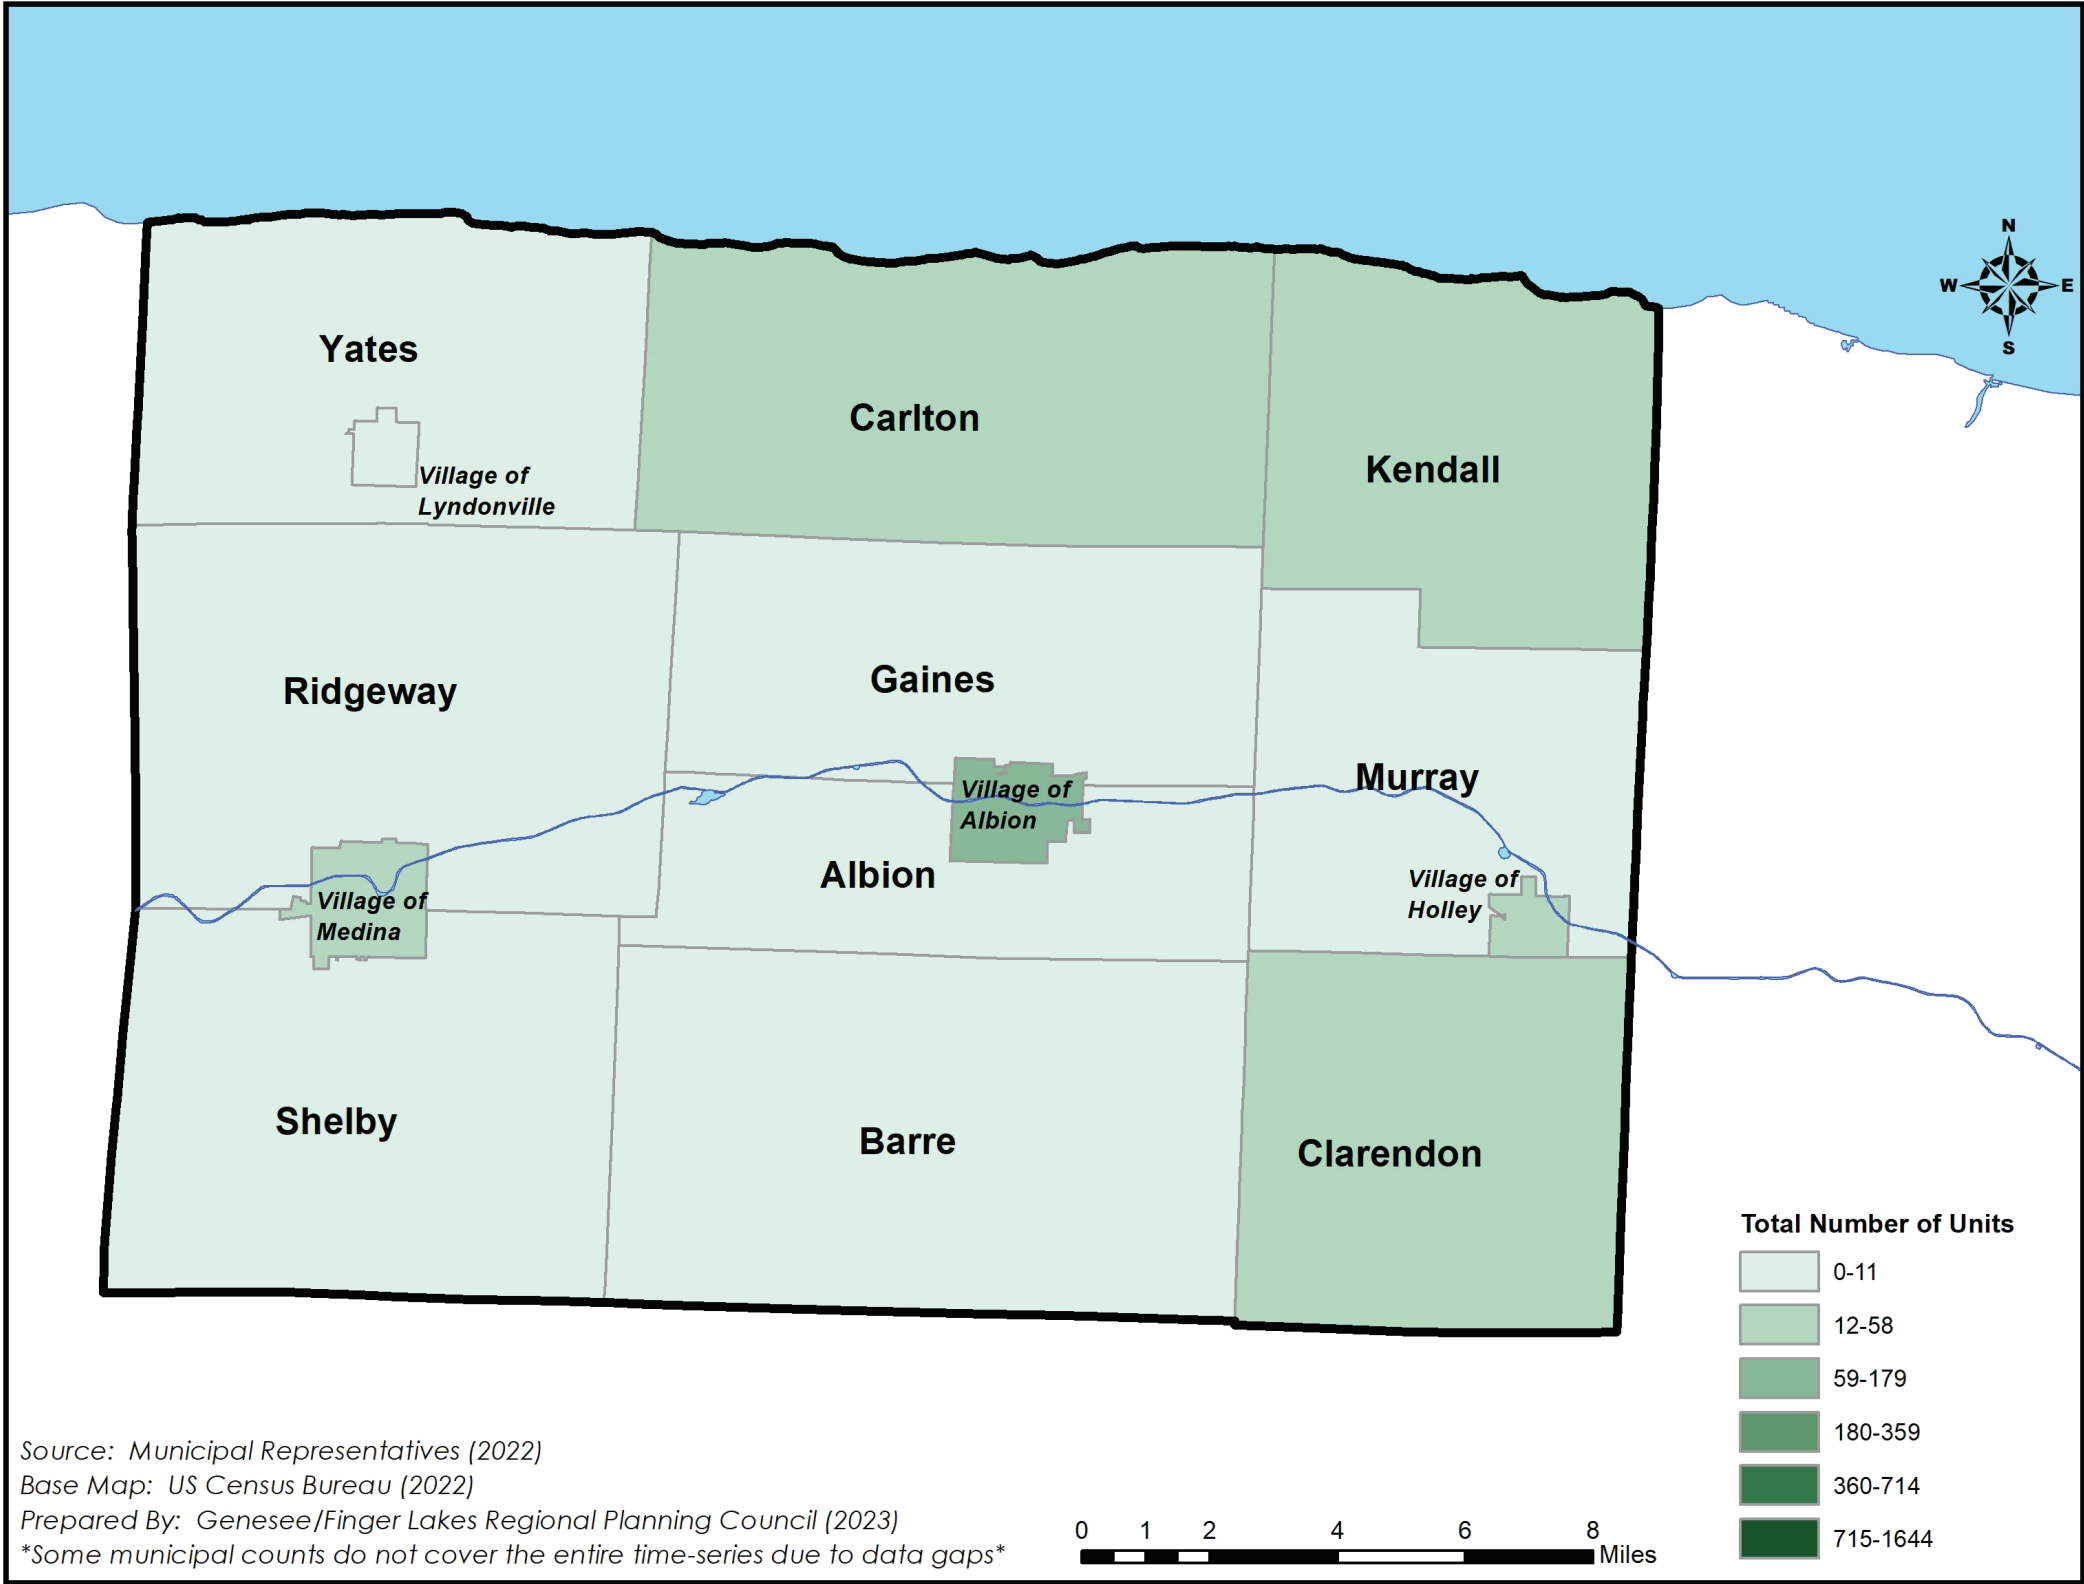 N
W E
S
Yates
Carlton
Kendall
Village of
Lyndonville
Ridgeway
Gaines
Murray
Village of
Albion
Albion
Village of
Holley
Village of
Medina
Shelby
Barre
Clarendon
Total Number of Units
0-11
12-58
59-179
180-359
360-714
715-1644
Source: Municipal Representatives (2022)
Base Map: US Census Bureau (2022)
Prepared By: Genesee/Finger Lakes Regional Planning Council (2023)
*Some municipal counts do not cover the entire time-series due to data gaps*
0 1 2 4 6 8
Miles